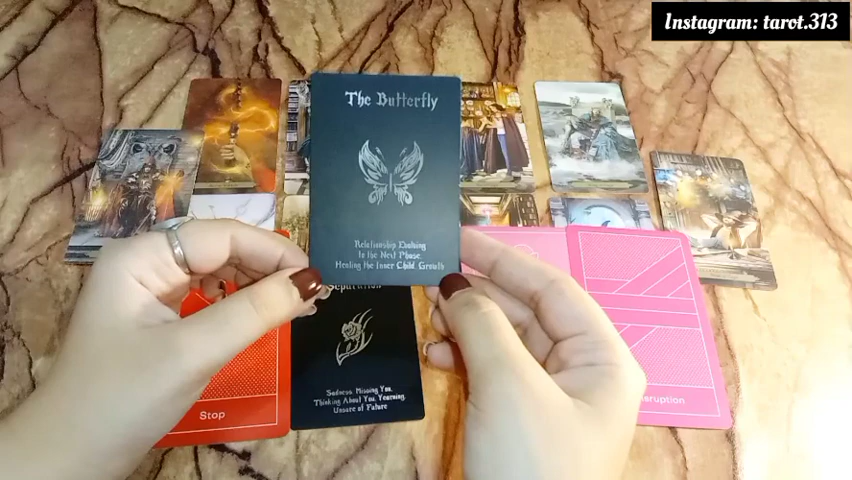 Instagram: tarot.313
The Butterfly
Relationship Evolving
to the Next Phase,
Healing the Inner Child, Growth
Separation
Sadness, Missing You,
Thinking About You, Yearning,
Unsure of Future
Stop